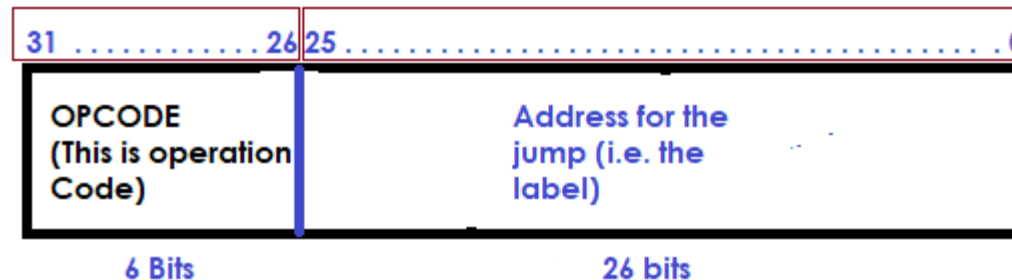 31 ............ 26 25 ......................................
OPCODE
(This is operation
Code)
Address for the
jump (i.e. the
label)
6 Bits
26 bits